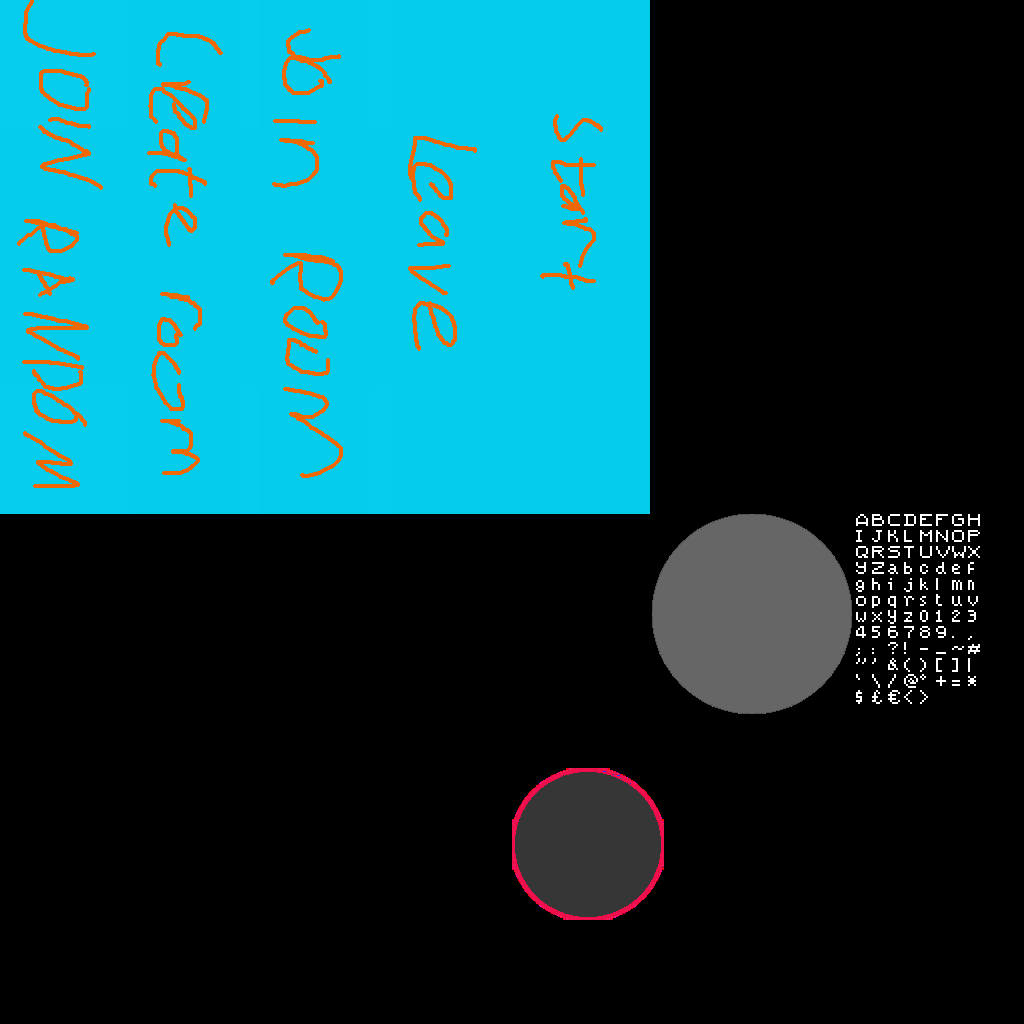 JOIN RANDOM
Create room
Join Room
Leave
Start
ABCDEFGH
IJKLMNOP
QRSTUVWX
YZabcdef
ghijklmn
opqrstuv
wxyz0123
456789.,
;:?!-_~#
"'&()[]|
`\/@°+=*
$£€<>